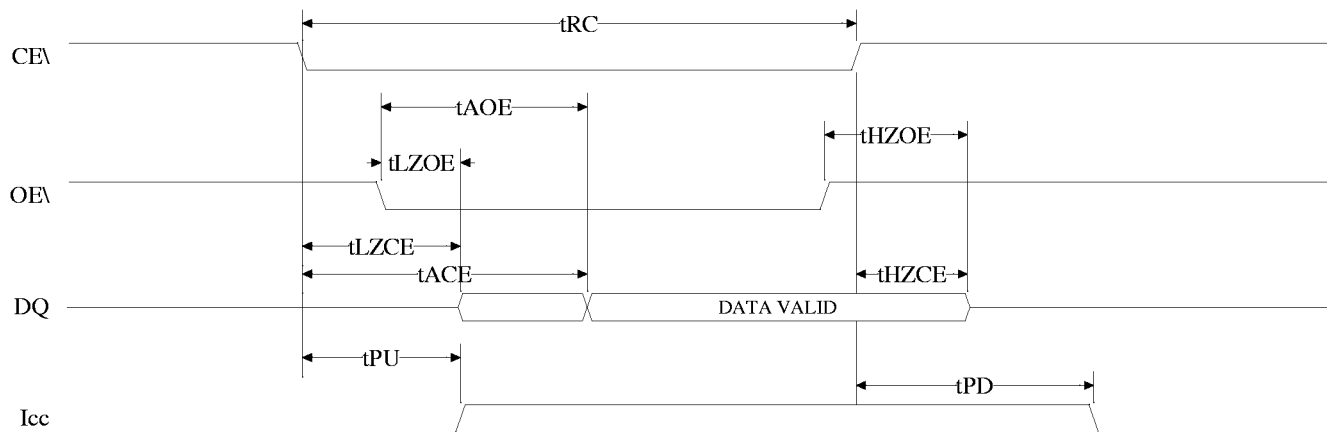 tRC
CE\
tAOE
tHZOE
tLZOE
OE\
tLZCE
tACE
tHZCE
DQ
DATA VALID
tPU
tPD
Icc